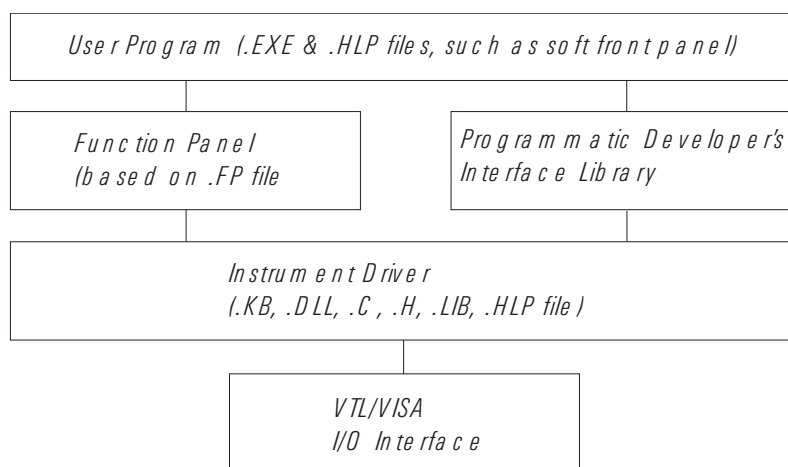 User Program (.EXE & .HLP files, such as soft front panel)
Function Panel
(based on .FP file
Programmatic Developer's
Interface Library
Instrument Driver
(.KB, .DLL, .C , .H, .LIB, .HLP file)
VTL/VISA
I/O Interface